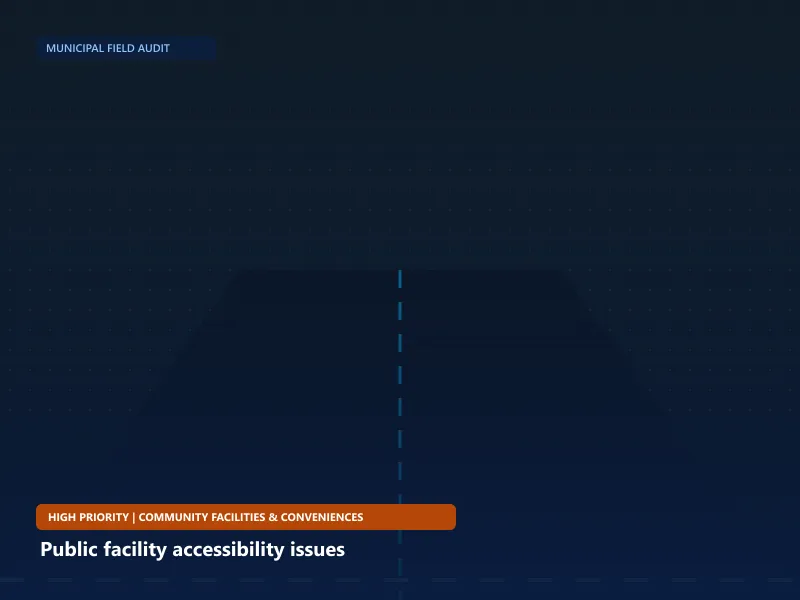 MUNICIPAL FIELD AUDIT
HIGH PRIORITY | COMMUNITY FACILITIES & CONVENIENCES
Public facility accessibility issues